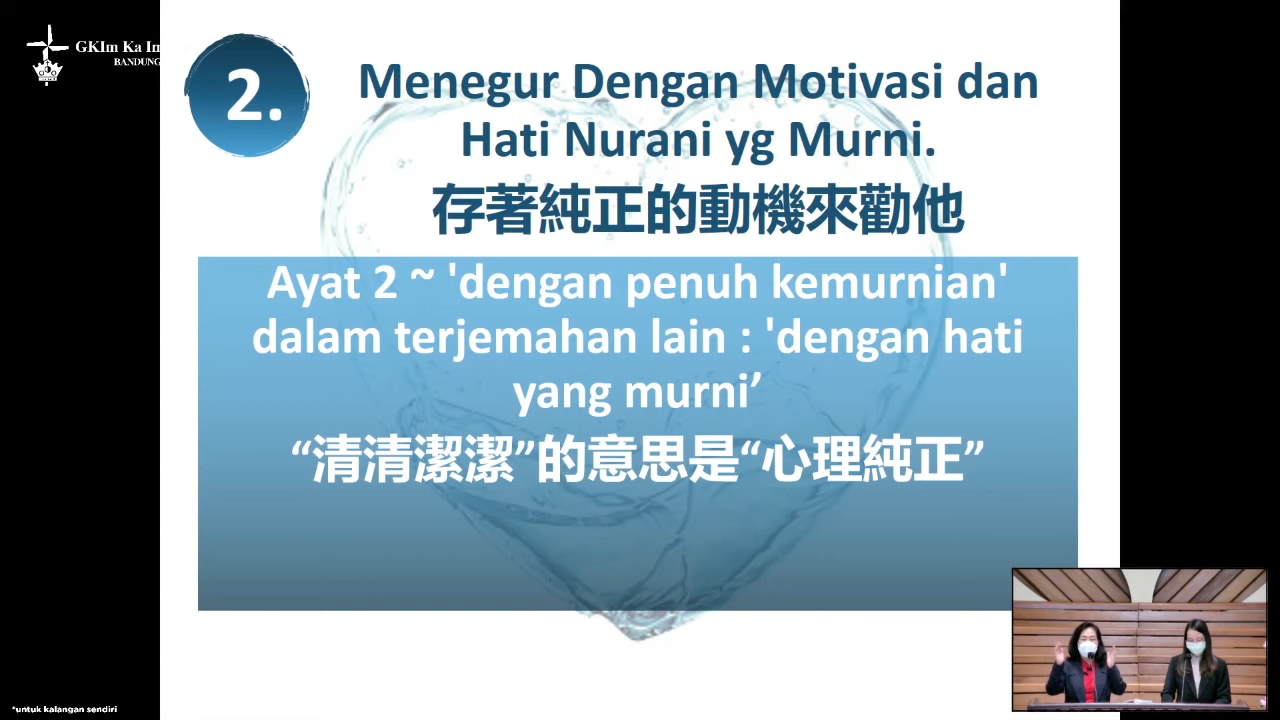 GKIm Ka Im
BANDUNG
2.
Menegur Dengan Motivasi dan
Hati Nurani yg Murni.
存著純正的動機來勸他
Ayat 2 ~ 'dengan penuh kemurnian'
dalam terjemahan lain : 'dengan hati
yang murni’
“清清潔潔”的意思是“心理純正”
*untuk kalangan sendiri